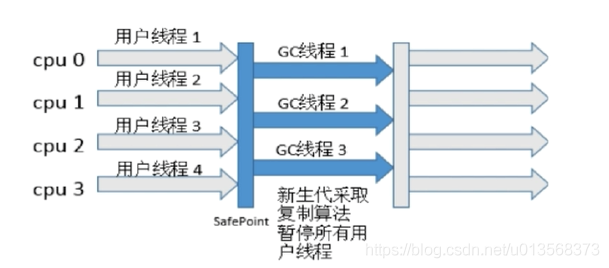 用户线程 1
cpu 0
GC线程 1
用户线程 2
cpu 1
GC线程 2
用户线程 3
cpu 2
GC线程 3
用户线程 4
cpu 3
SafePoint
新生代采取
复制算法
暂停所有用
户线程
https://blog.csdn.net/u013568373